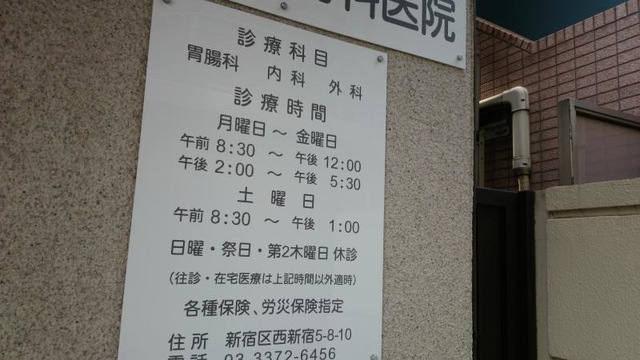 科医院
診療科目
胃腸科 内科 外科
診療時間
月曜日～金曜日
午前 8:30 ～ 午後 12:00
午後 2:00 ～ 午後 5:30
土曜日
午前 8:30 ～ 午後 1:00
日曜・祭日・第2木曜日 休診
(往診・在宅医療は上記時間以外適時)
各種保険、労災保険指定
住所 新宿区西新宿5-8-10
電話 03-3372-6456